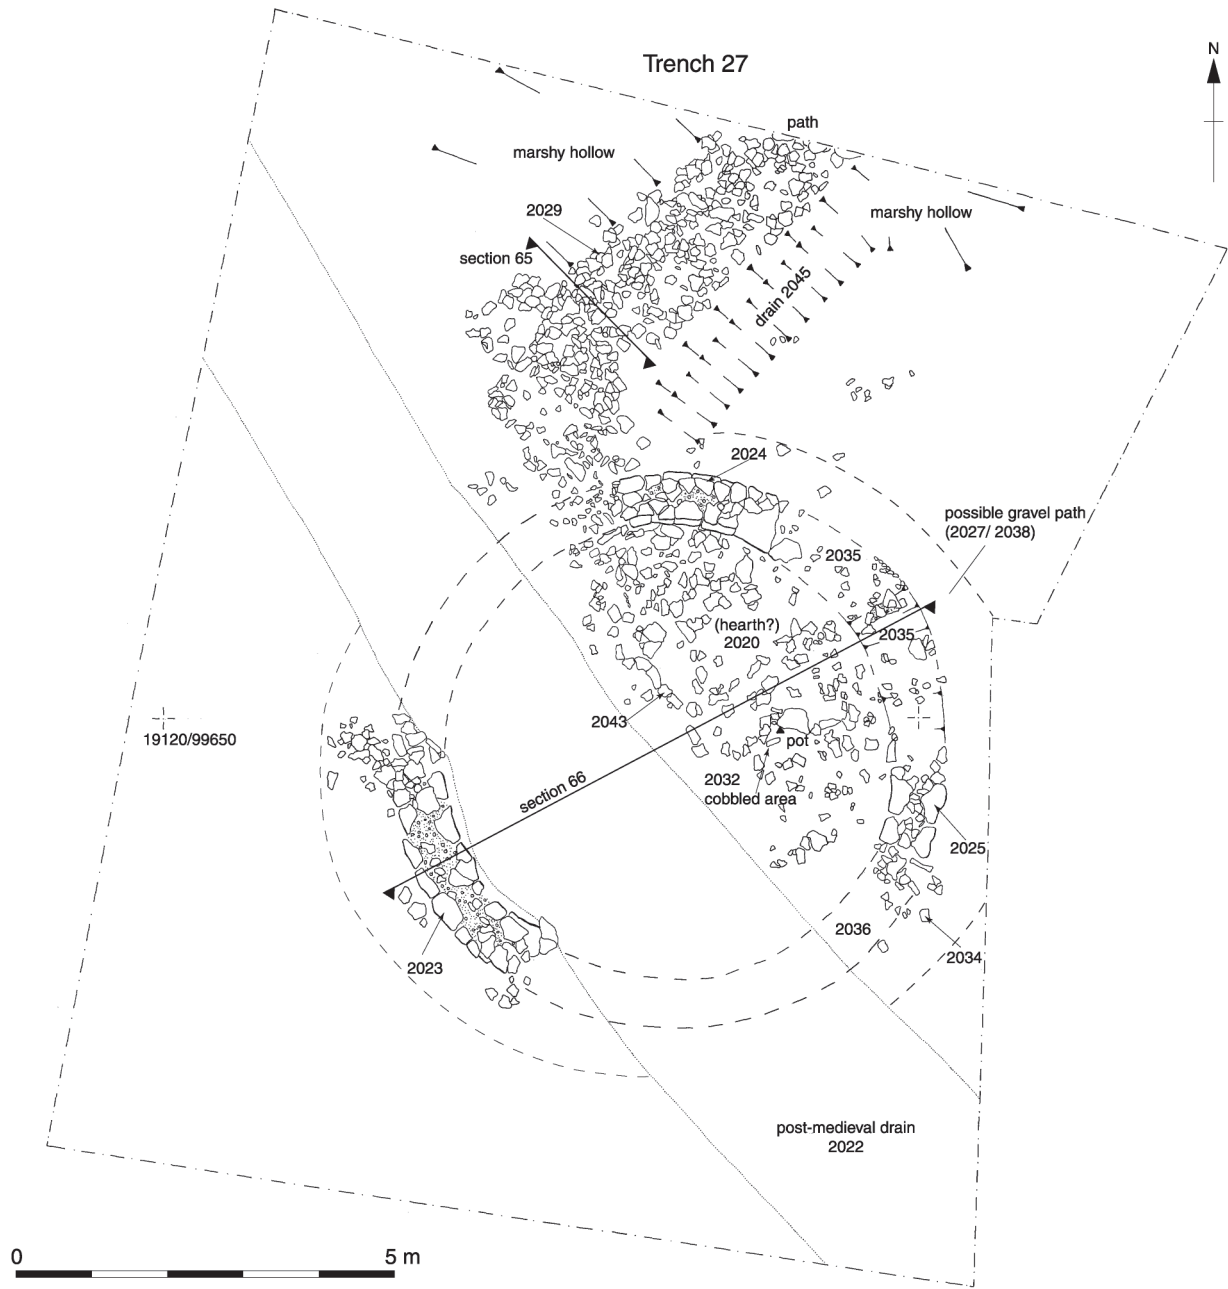 Trench 27
N
path
marshy hollow
marshy hollow
2029
section 65
drain 2045
2024
possible gravel path
(2027/ 2038)
2035
(hearth?)
2020
2035
2043
19120/99650
pot
2032
cobbled area
section 66
2025
2036
2034
2023
post-medieval drain
2022
0
5 m